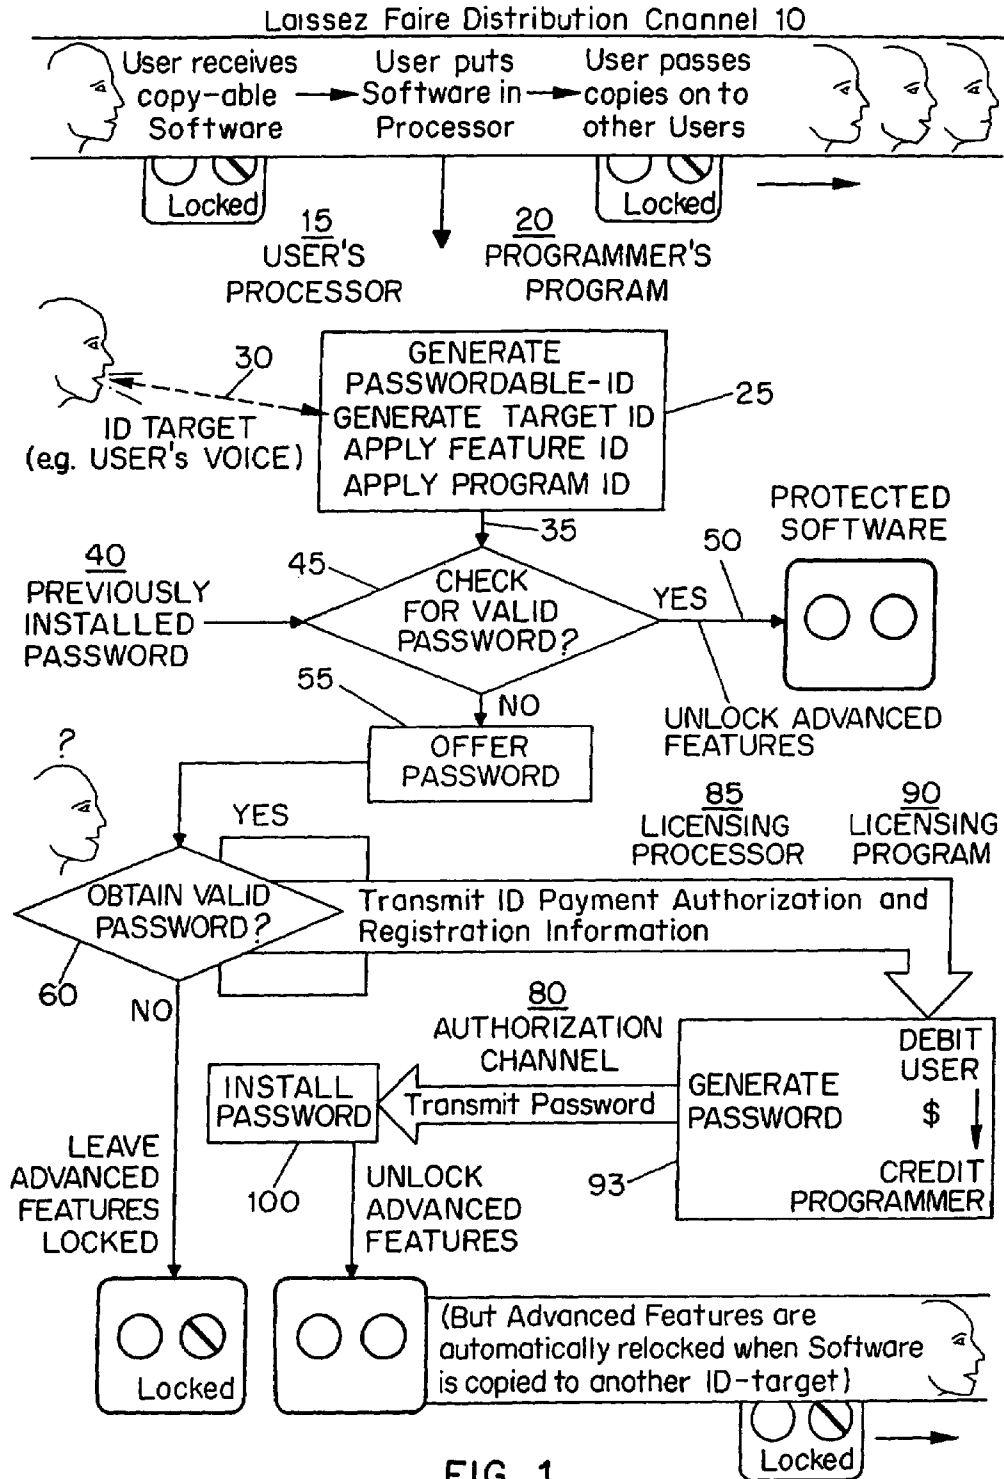 Laissez Faire Distribution Cnannel 10
User receives
copy-able
Software
User puts
Software in
Processor
User passes
copies on to
other Users
Locked
Locked
15
USER'S
PROCESSOR
20
PROGRAMMER'S
PROGRAM
30
ID TARGET
(e.g. USER's VOICE)
GENERATE
PASSWORDABLE-ID
GENERATE TARGET ID
APPLY FEATURE ID
APPLY PROGRAM ID
25
35
40
PREVIOUSLY
INSTALLED
PASSWORD
45
CHECK
FOR VALID
PASSWORD?
YES
50
PROTECTED
SOFTWARE
UNLOCK ADVANCED
FEATURES
NO
55
OFFER
PASSWORD
?
YES
85
LICENSING
PROCESSOR
90
LICENSING
PROGRAM
OBTAIN VALID
PASSWORD?
Transmit ID Payment Authorization and
Registration Information
60
NO
80
AUTHORIZATION
CHANNEL
DEBIT
USER
$
CREDIT
PROGRAMMER
GENERATE
PASSWORD
93
Transmit Password
INSTALL
PASSWORD
100
LEAVE
ADVANCED
FEATURES
LOCKED
UNLOCK
ADVANCED
FEATURES
Locked
(But Advanced Features are
automatically relocked when Software
is copied to another ID-target)
Locked
FIG. 1